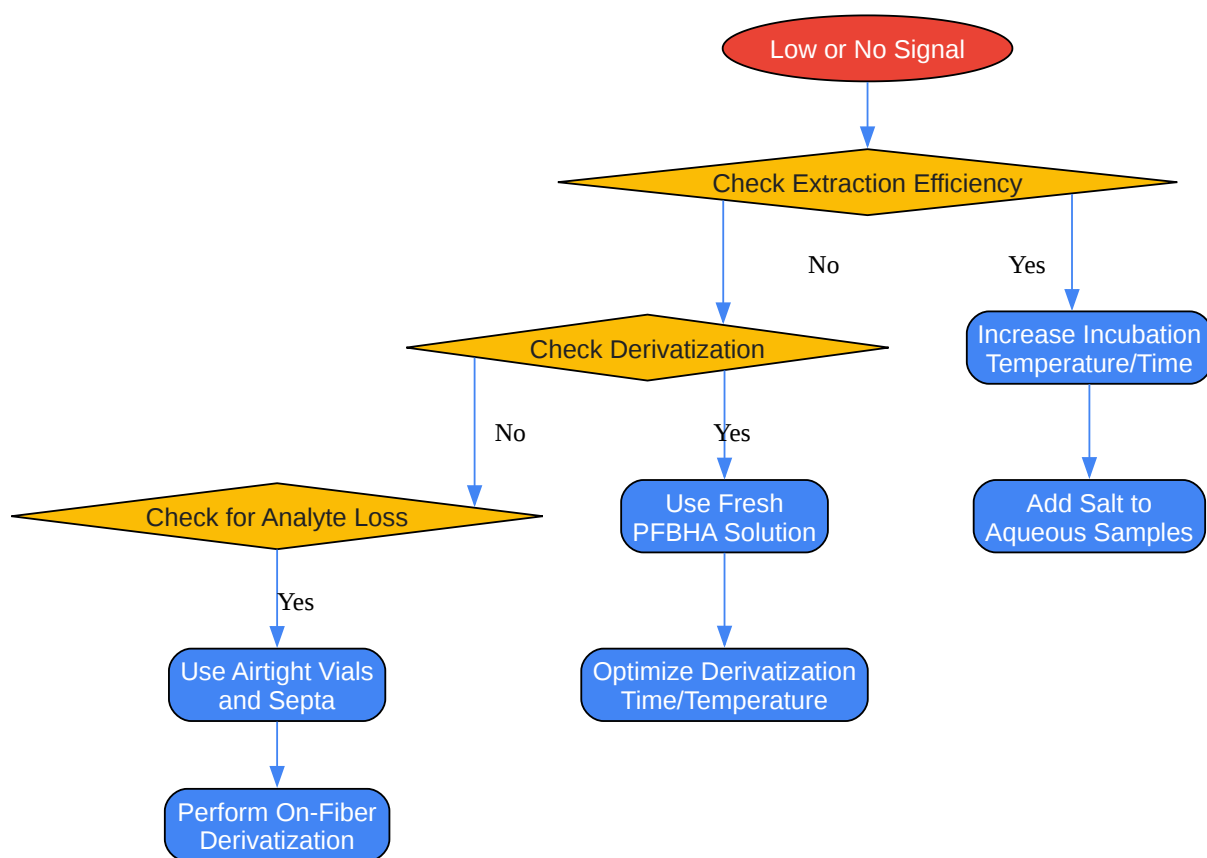 Low or No Signal
Check Extraction Efficiency
No
Yes
Increase Incubation
Temperature/Time
Check Derivatization
No
Yes
Use Fresh
PFBHA Solution
Add Salt to
Aqueous Samples
Check for Analyte Loss
Yes
Use Airtight Vials
and Septa
Optimize Derivatization
Time/Temperature
Perform On-Fiber
Derivatization